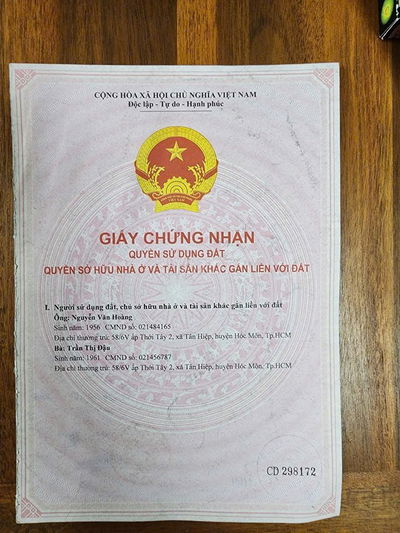 CỘNG HÒA XÃ HỘI CHỦ NGHĨA VIỆT NAM
Độc lập - Tự do - Hạnh phúc
GIẤY CHỨNG NHẬN
QUYỀN SỬ DỤNG ĐẤT
QUYỀN SỞ HỮU NHÀ Ở VÀ TÀI SẢN KHÁC GẮN LIỀN VỚI ĐẤT
I. Người sử dụng đất, chủ sở hữu nhà ở và tài sản khác gắn liền với đất
Ông: Nguyễn Văn Hoàng
Sinh năm: 1956 CMND số: 021484165
Địa chỉ thường trú: 58/6V ấp Thới Tây 2, xã Tân Hiệp, huyện Hóc Môn, Tp.HCM
Bà: Trần Thị Đậu
Sinh năm: 1961 CMND số: 021456787
Địa chỉ thường trú: 58/6V ấp Thới Tây 2, xã Tân Hiệp, huyện Hóc Môn, Tp.HCM
CD 298172